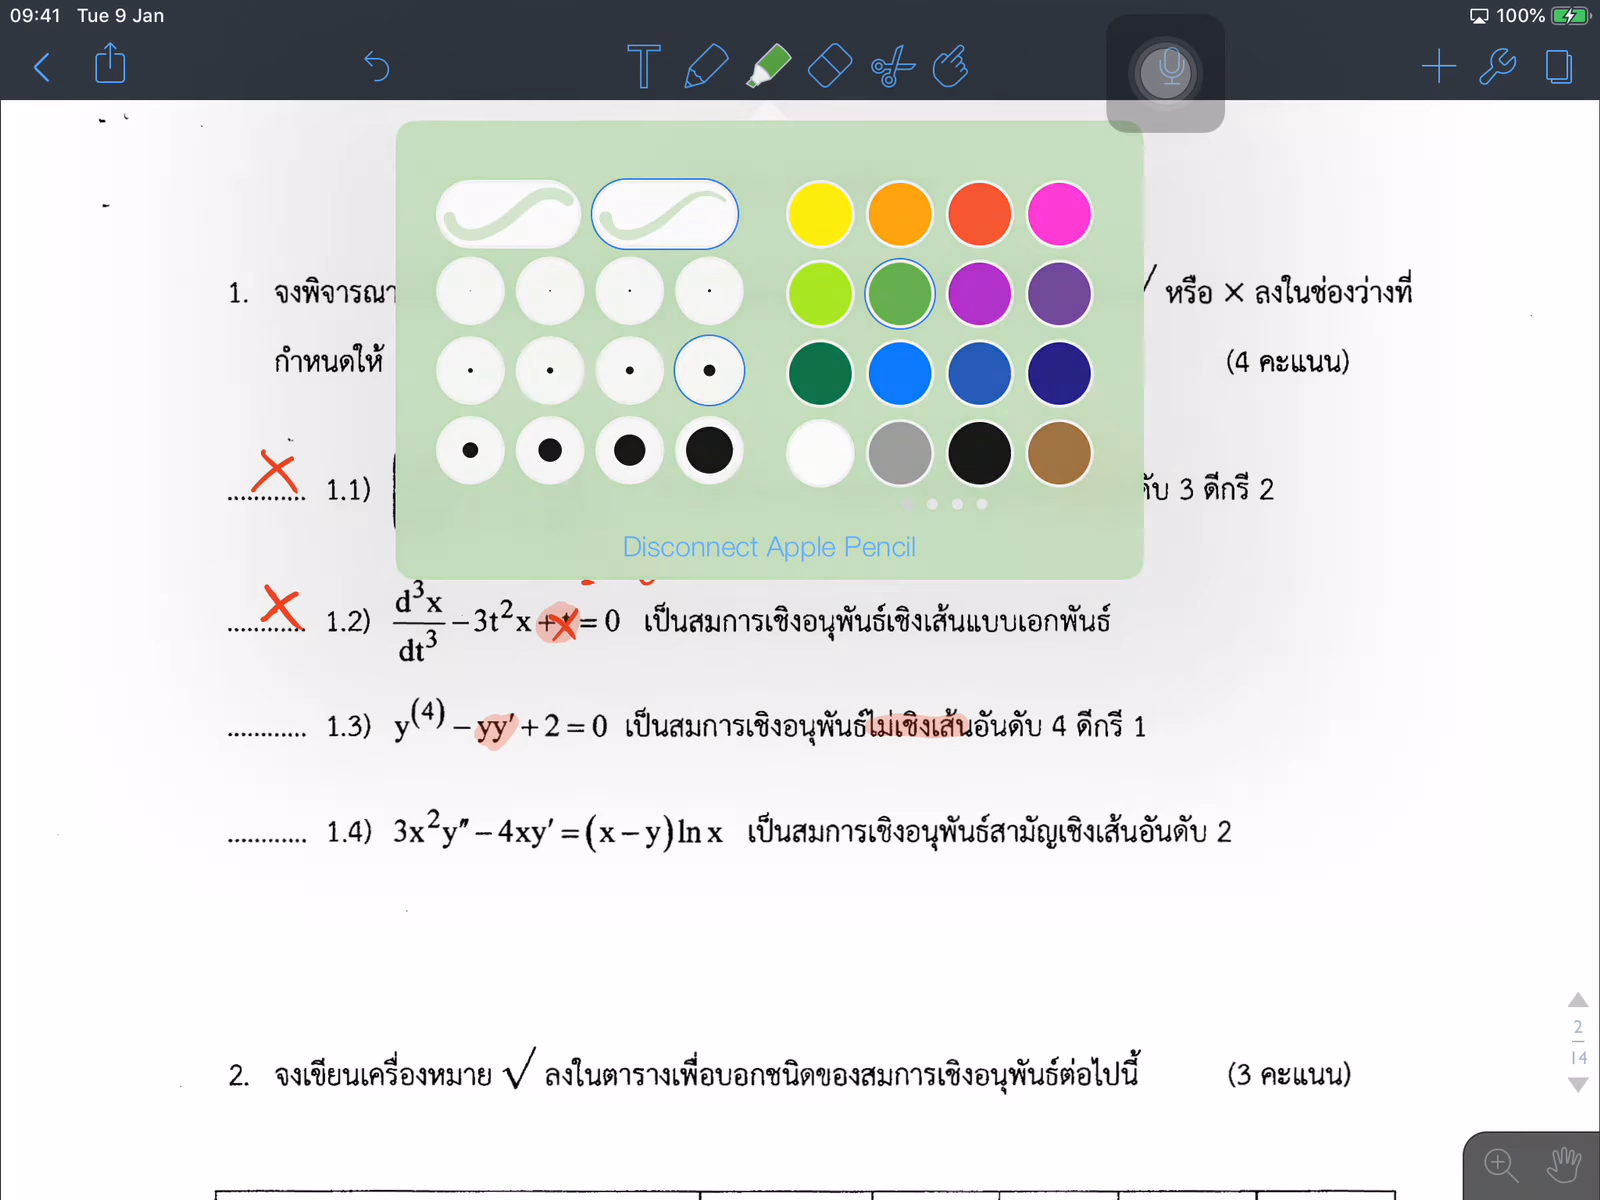 09:41 Tue 9 Jan
100%
T
1. จงพิจารณา √ หรือ × ลงในช่องว่างที่
กำหนดให้ (4 คะแนน)
............ 1.1) ดับ 3 ดีกรี 2
Disconnect Apple Pencil
............ 1.2) d³x/dt³ − 3t²x + t = 0 เป็นสมการเชิงอนุพันธ์เชิงเส้นแบบเอกพันธ์
............ 1.3) y⁽⁴⁾ − yy′ + 2 = 0 เป็นสมการเชิงอนุพันธ์ไม่เชิงเส้นอันดับ 4 ดีกรี 1
............ 1.4) 3x²y″ − 4xy′ = (x − y) ln x เป็นสมการเชิงอนุพันธ์สามัญเชิงเส้นอันดับ 2
2
14
2. จงเขียนเครื่องหมาย √ ลงในตารางเพื่อบอกชนิดของสมการเชิงอนุพันธ์ต่อไปนี้ (3 คะแนน)